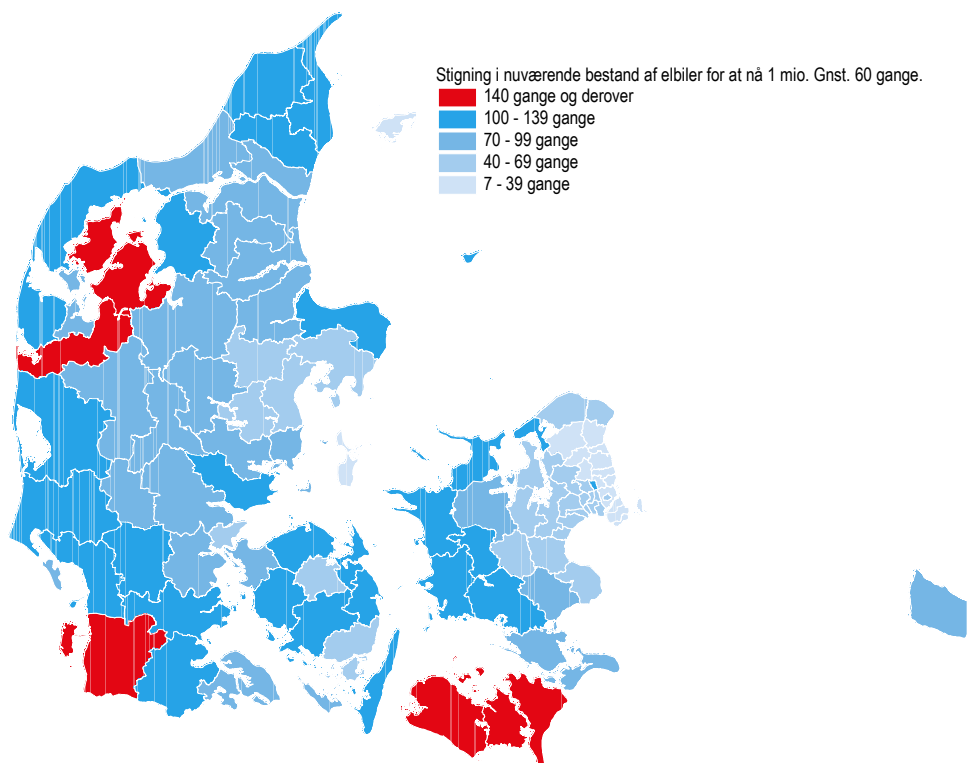 Stigning i nuværende bestand af elbiler for at nå 1 mio. Gnst. 60 gange.
140 gange og derover
100 - 139 gange
70 - 99 gange
40 - 69 gange
7 - 39 gange